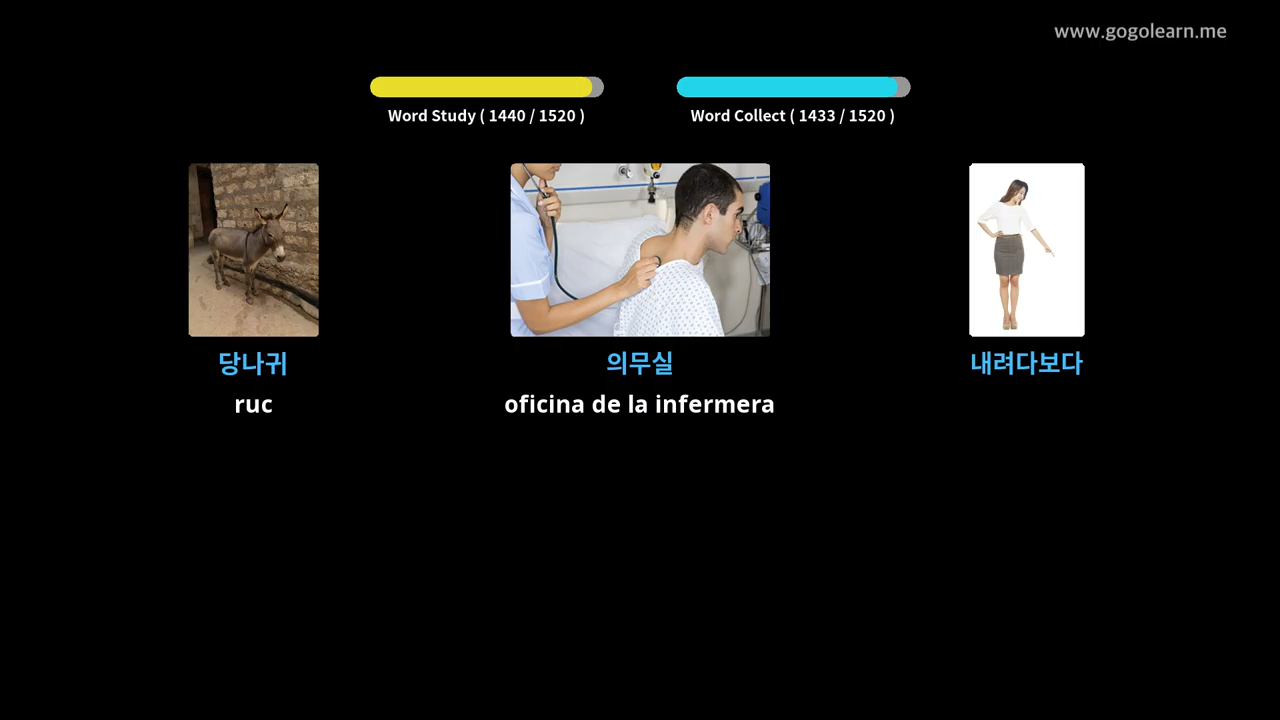 www.gogolearn.me
Word Study ( 1440 / 1520 )
Word Collect ( 1433 / 1520 )
당나귀
의무실
내려다보다
ruc
oficina de la infermera